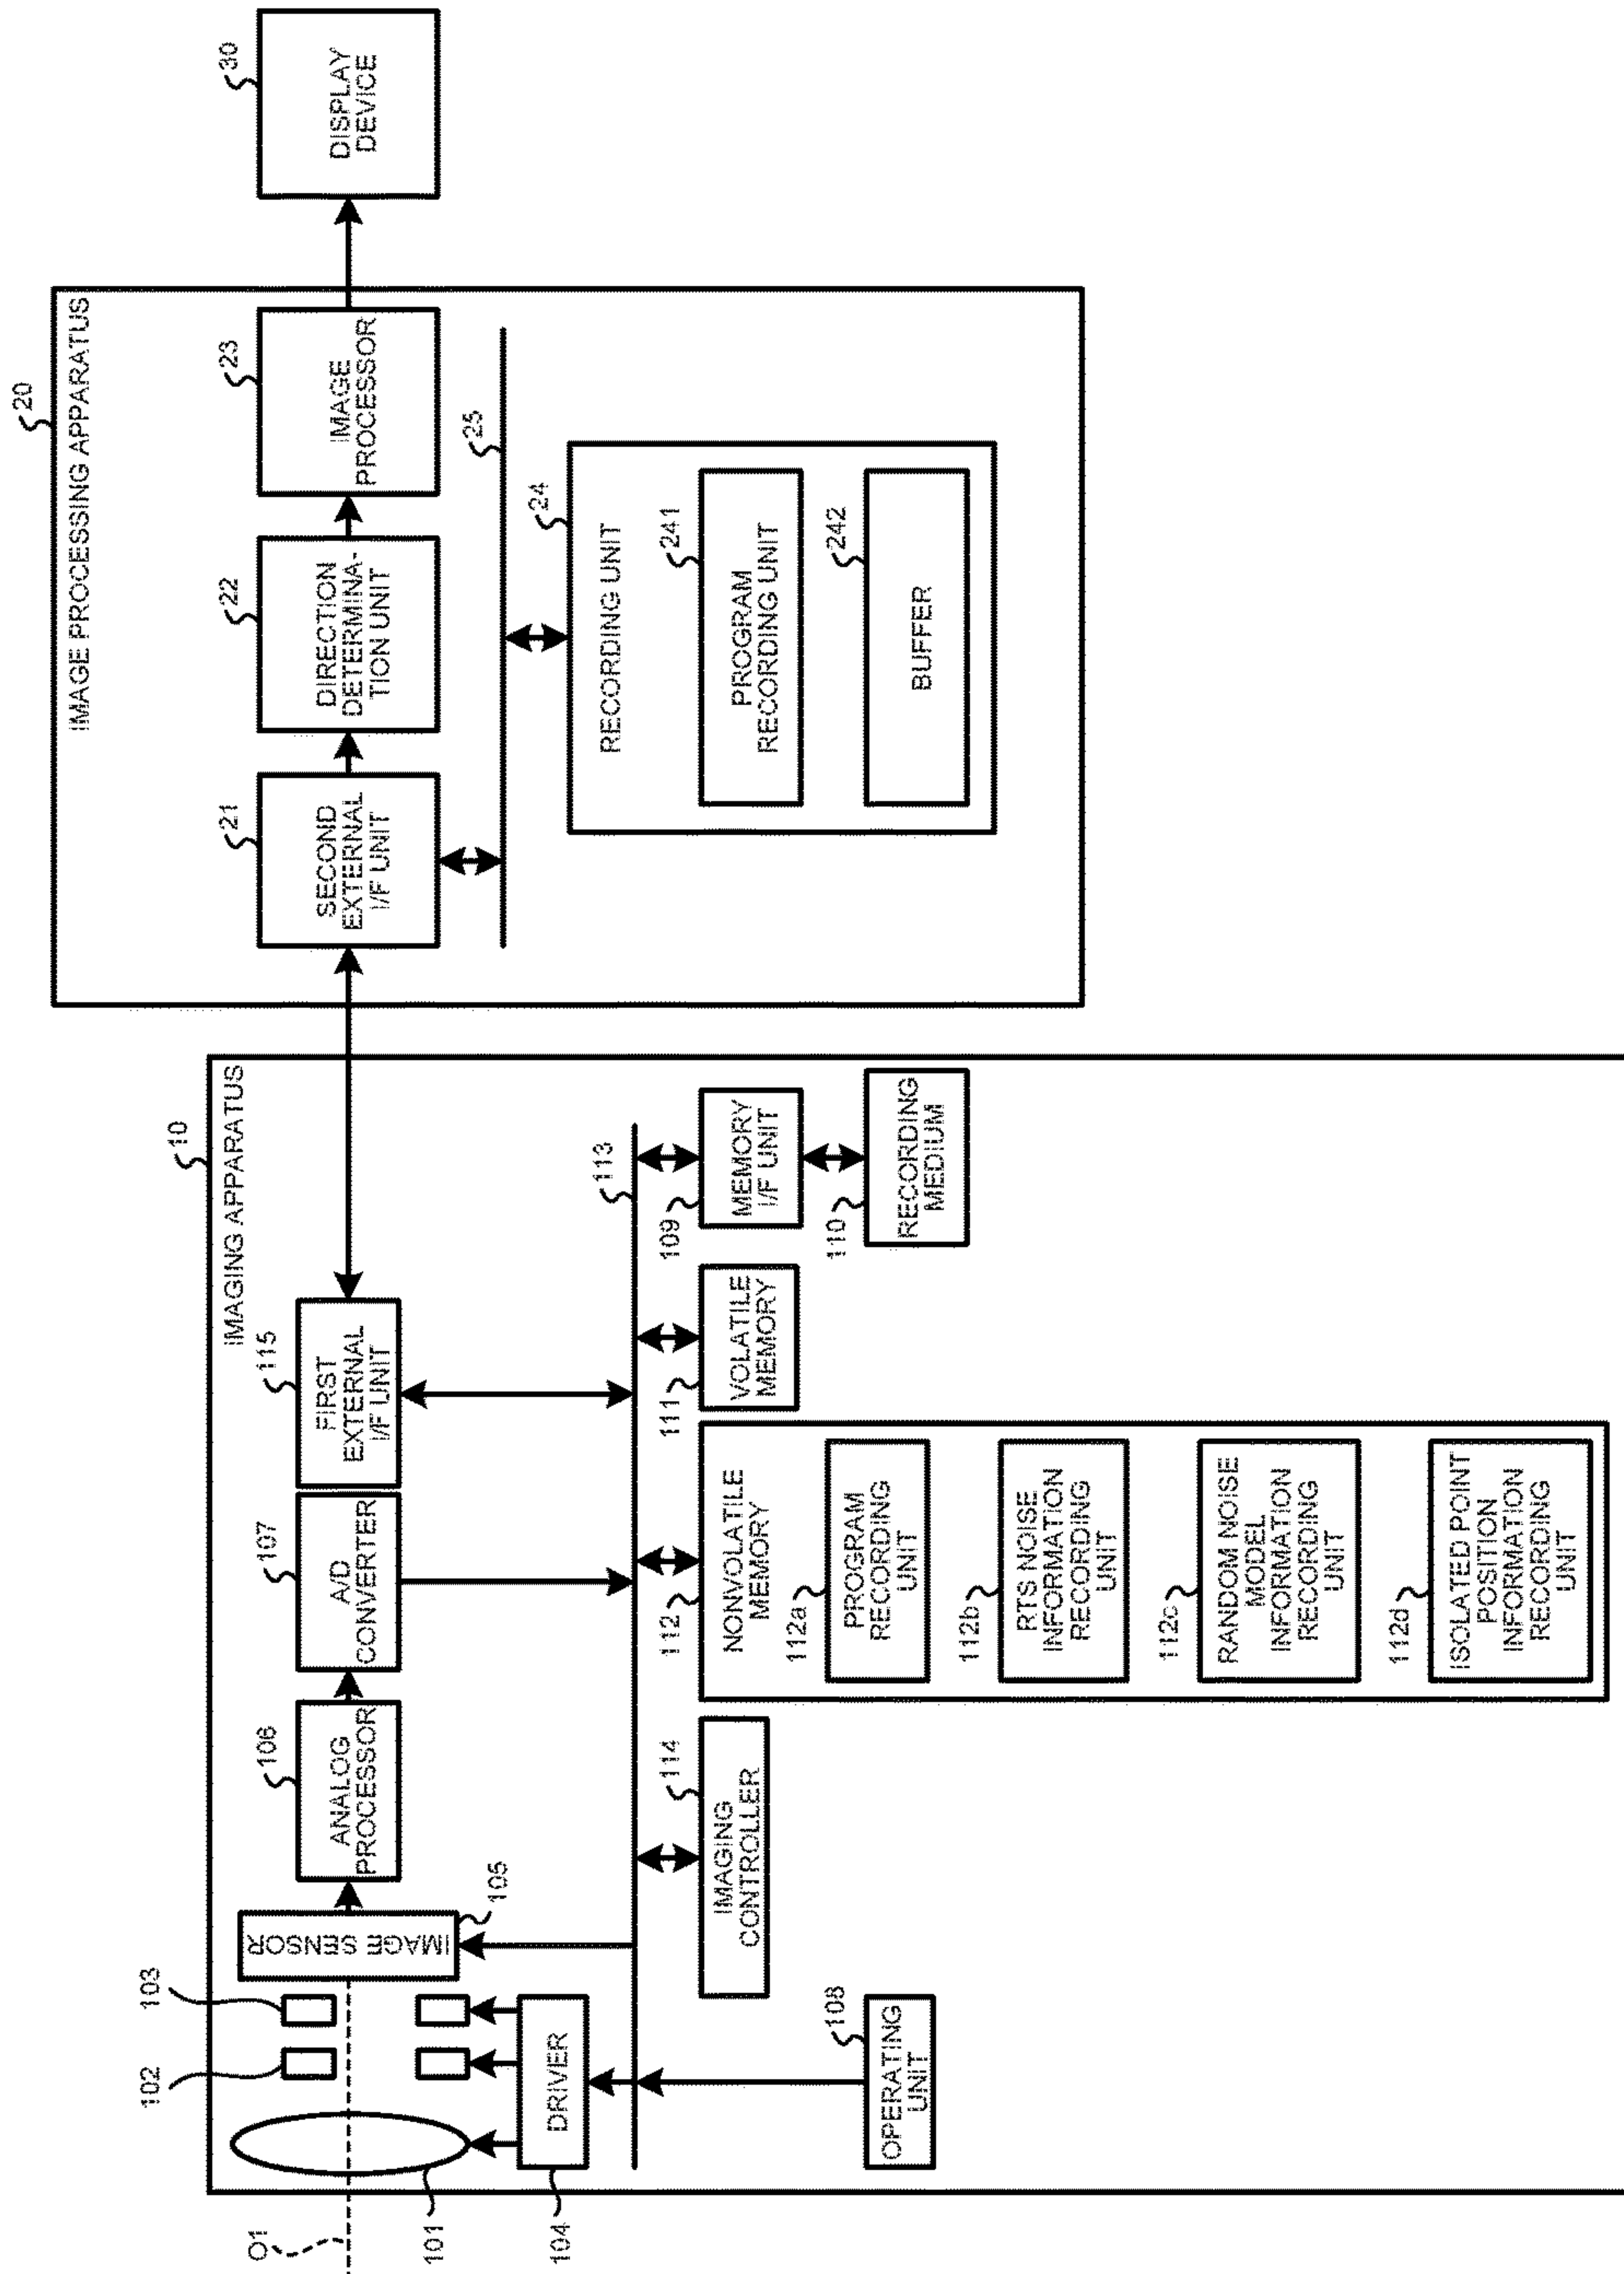 20
IMAGE PROCESSING APPARATUS
21
SECOND
EXTERNAL
I/F UNIT
22
DIRECTION
DETERMINA-
TION UNIT
23
IMAGE
PROCESSOR
30
DISPLAY
DEVICE
25
24
RECORDING UNIT
241
PROGRAM
RECORDING UNIT
242
BUFFER
10
IMAGING APPARATUS
O1
101
102
103
104
DRIVER
105
IMAGE SENSOR
106
ANALOG
PROCESSOR
107
A/D
CONVERTER
115
FIRST
EXTERNAL
I/F UNIT
113
108
OPERATING
UNIT
114
IMAGING
CONTROLLER
112
NONVOLATILE
MEMORY
112a
PROGRAM
RECORDING
UNIT
112b
RTS NOISE
INFORMATION
RECORDING
UNIT
112c
RANDOM NOISE
MODEL
INFORMATION
RECORDING
UNIT
112d
ISOLATED POINT
POSITION
INFORMATION
RECORDING
UNIT
111
VOLATILE
MEMORY
109
MEMORY
I/F UNIT
110
RECORDING
MEDIUM